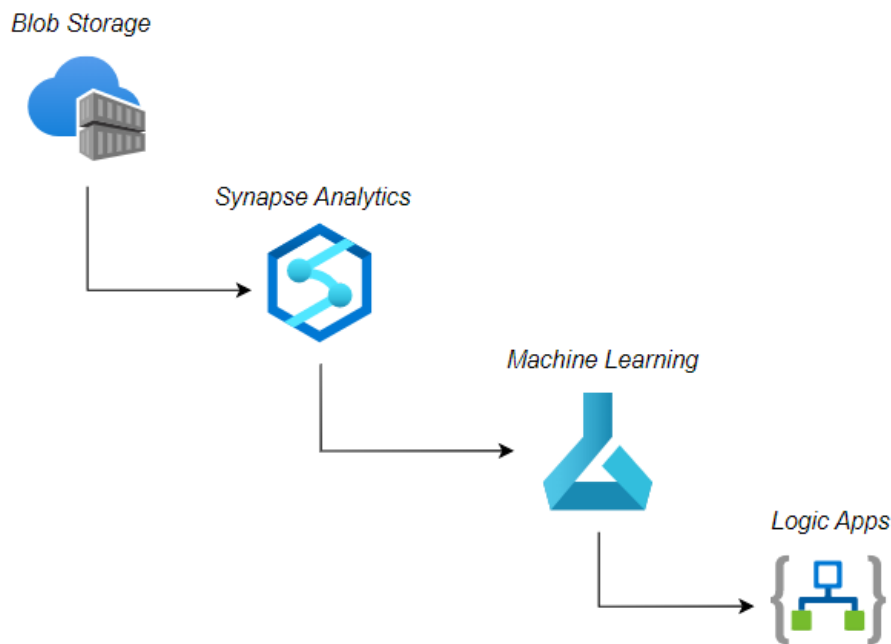 Blob Storage
Synapse Analytics
Machine Learning
Logic Apps